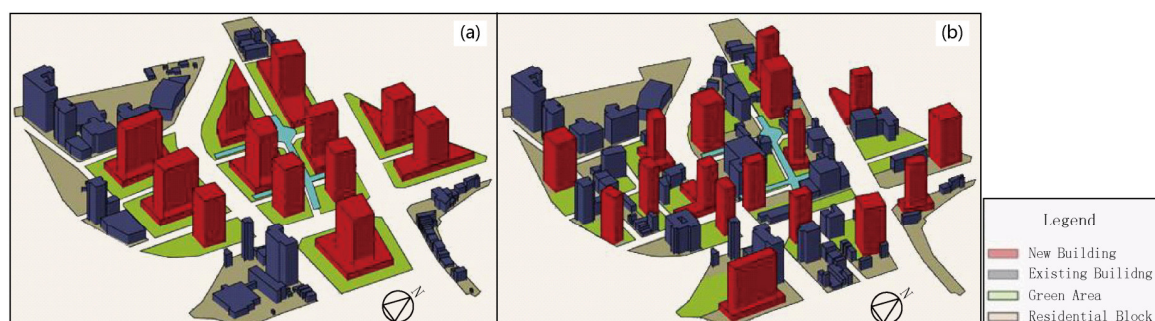 (a)
(b)
N
N
Legend
New Building
Existing Builidng
Green Area
Residential Block